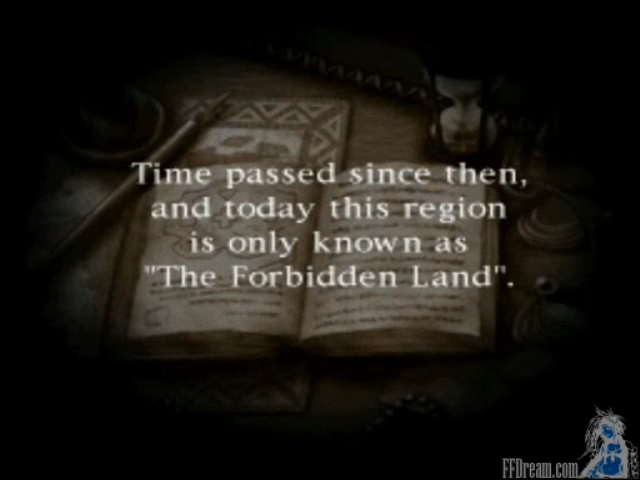 Time passed since then,
and today this region
is only known as
"The Forbidden Land".
FFDream.com